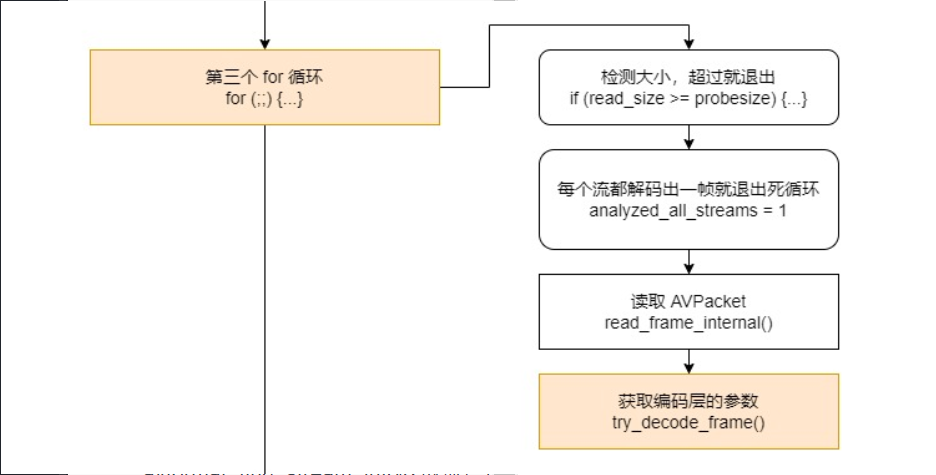 第三个 for 循环
for (;;) {...}
检测大小，超过就退出
if (read_size >= probesize) {...}
每个流都解码出一帧就退出死循环
analyzed_all_streams = 1
读取 AVPacket
read_frame_internal()
获取编码层的参数
try_decode_frame()